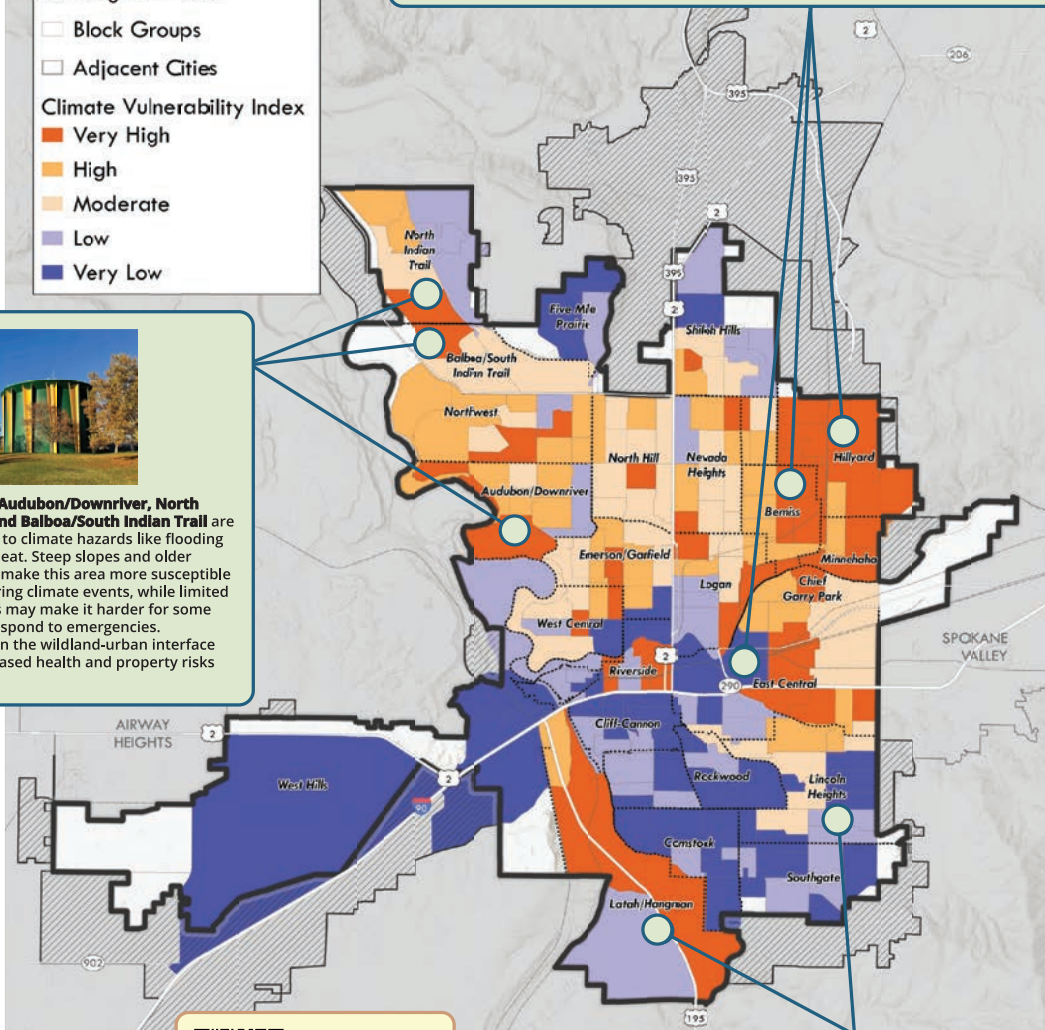 Block Groups
Adjacent Cities
Climate Vulnerability Index
Very High
High
Moderate
Low
Very Low
Audubon/Downriver, North
nd Balboa/South Indian Trail are
to climate hazards like flooding
eat. Steep slopes and older
make this area more susceptible
ring climate events, while limited
s may make it harder for some
spond to emergencies.
n the wildland-urban interface
ased health and property risks
2
206
395
395
2
395
2
North
Indian
Trail
Five Mile
Prairie
Shiloh Hills
Balboa/South
Indian Trail
Northwest
North Hill
Nevada
Heights
Hillyard
Audubon/Downriver
Bemiss
Emerson/Garfield
Minnehaha
Logan
Chief
Garry Park
West Central
SPOKANE
VALLEY
2
Riverside
290
East Central
AIRWAY
HEIGHTS
2
Cliff-Cannon
2
West Hills
90
Rockwood
Lincoln
Heights
Comstock
Southgate
Latah/Hangman
902
195